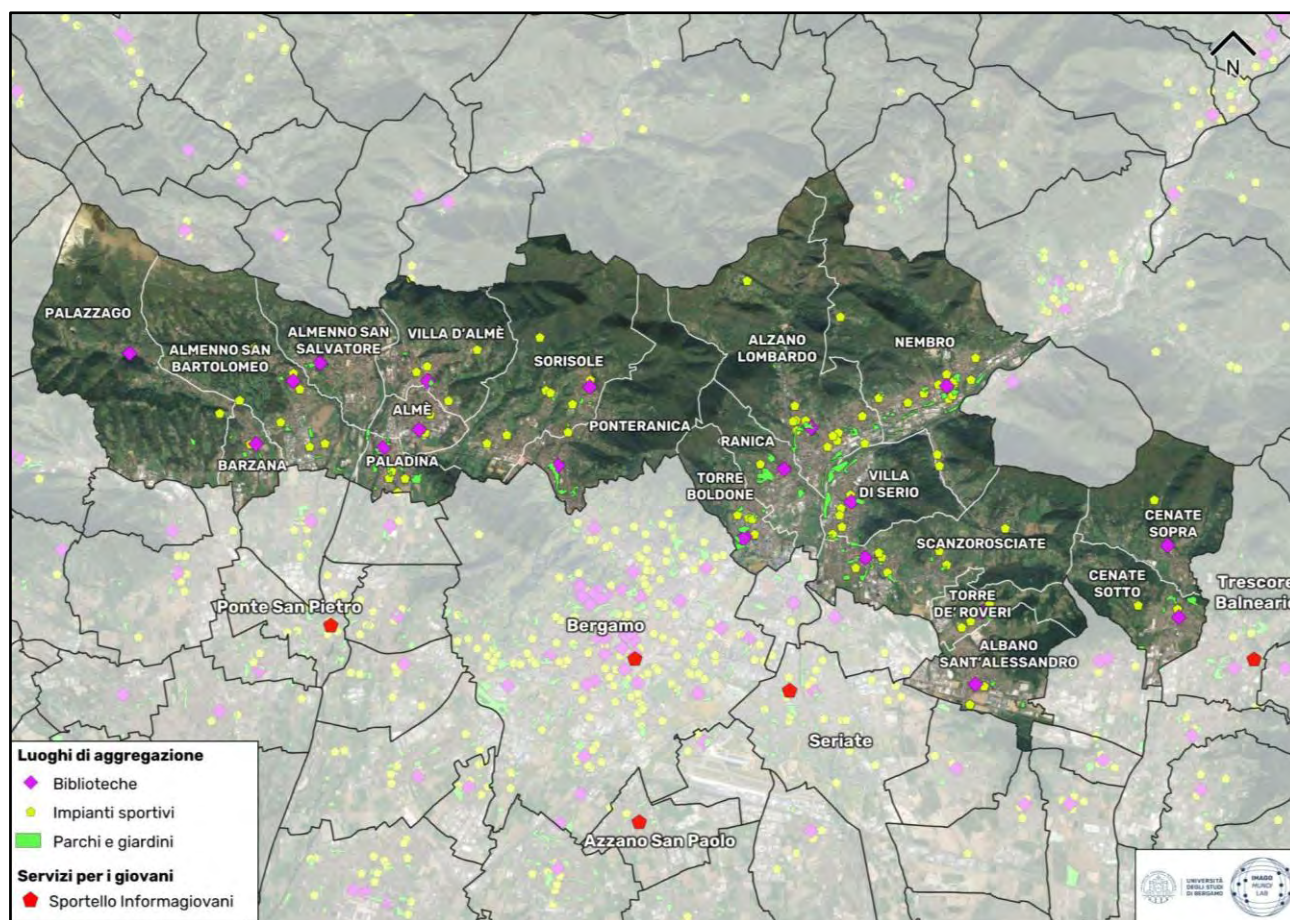 N
PALAZZAGO
ALMENNO SAN
BARTOLOMEO
ALMENNO SAN
SALVATORE
VILLA D'ALMÈ
SORISOLE
ALZANO
LOMBARDO
NEMBRO
ALMÈ
PONTERANICA
RANICA
BARZANA
PALADINA
TORRE
BOLDONE
VILLA
DI SERIO
SCANZOROSCIATE
CENATE
SOPRA
CENATE
SOTTO
Trescore
Balneario
TORRE
DE' ROVERI
Ponte San Pietro
Bergamo
ALBANO
SANT'ALESSANDRO
Seriate
Azzano San Paolo
Luoghi di aggregazione
Biblioteche
Impianti sportivi
Parchi e giardini
Servizi per i giovani
Sportello Informagiovani
UNIVERSITÀ
DEGLI STUDI
DI BERGAMO
IMAGO
MUNDI
LAB